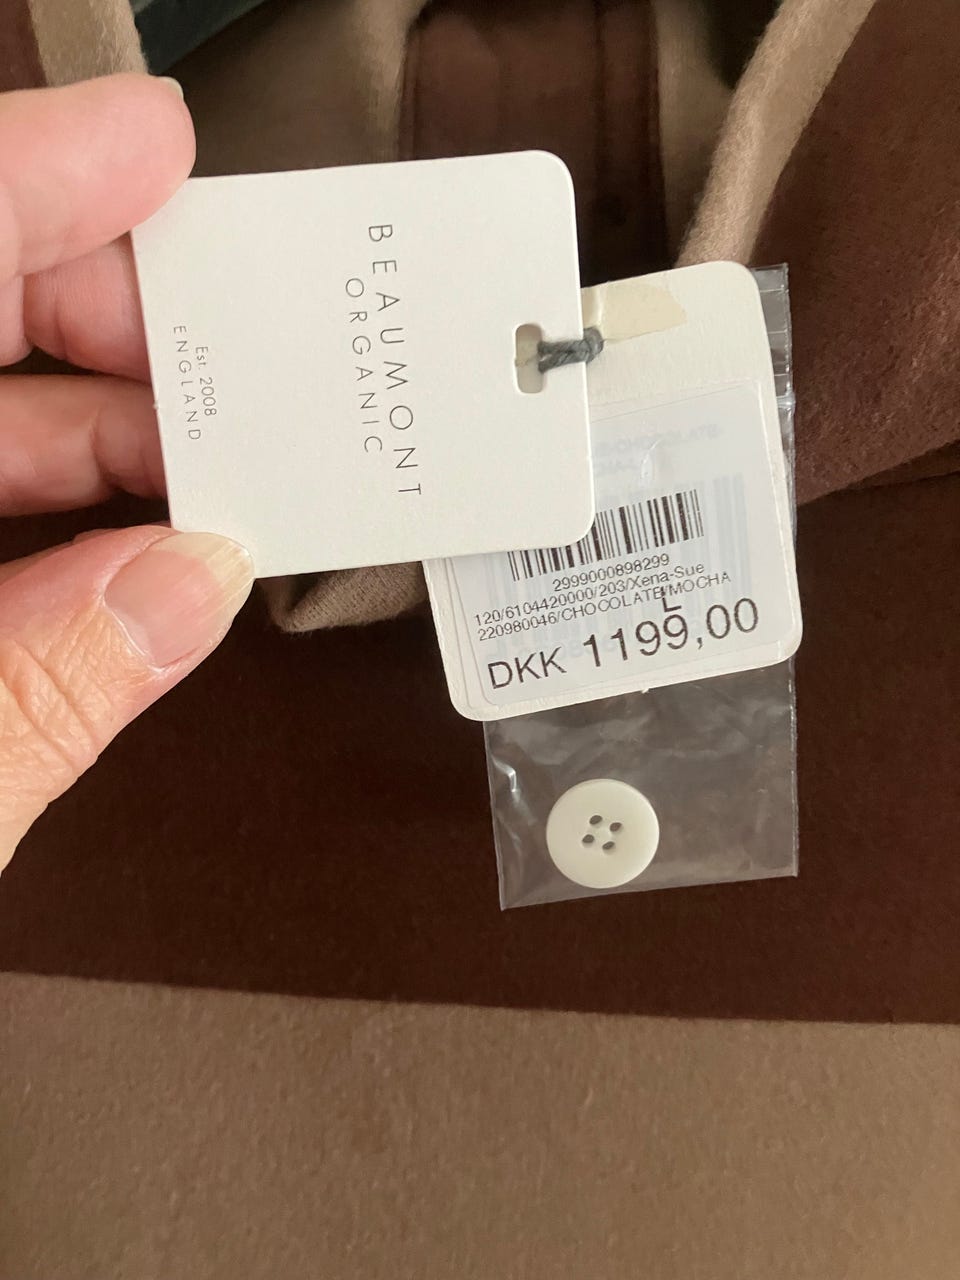 BEAUMONT
ORGANIC
Est. 2008
ENGLAND
2999000898299
120/6104420000/203/Xena-Sue
220980046/CHOCOLATE/MOCHA
L
DKK 1199,00